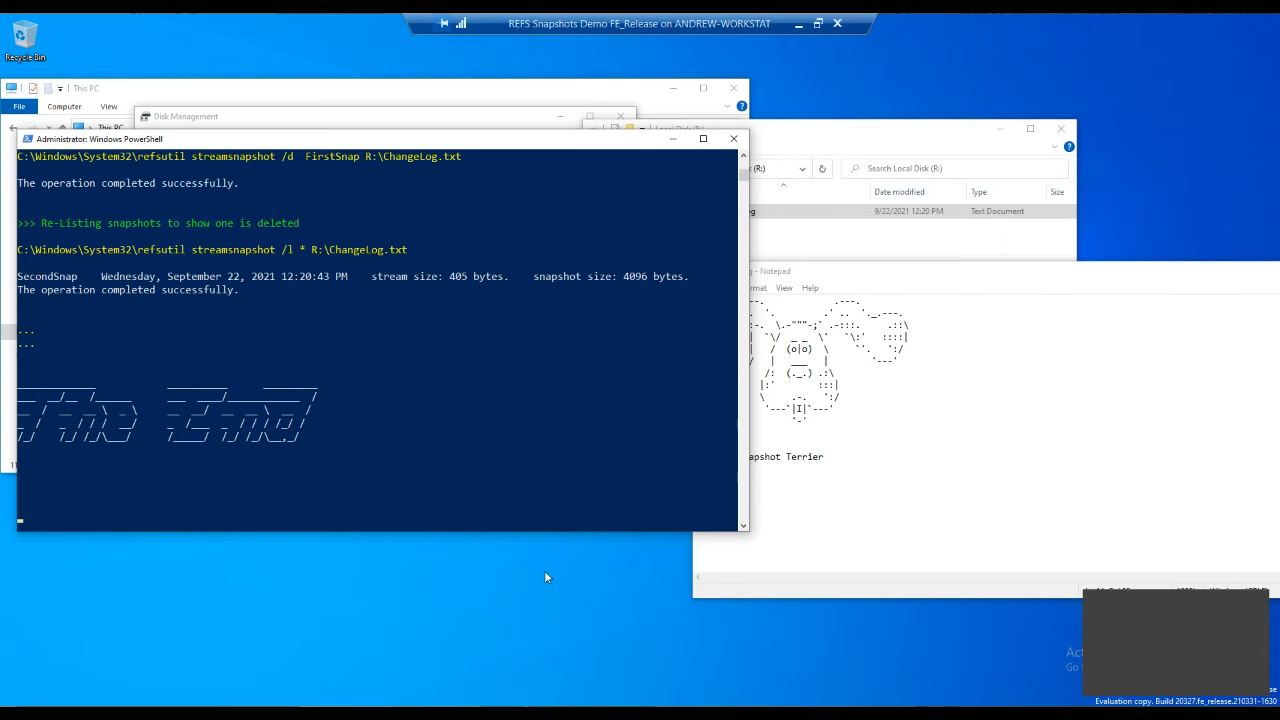 REFS Snapshots Demo FE_Release on ANDREW-WORKSTAT
Recycle Bin
This PC
File Computer View
This PC
Disk Management
Administrator: Windows PowerShell
C:\Windows\System32\refsutil streamsnapshot /d  FirstSnap R:\ChangeLog.txt
The operation completed successfully.
>>> Re-Listing snapshots to show one is deleted
C:\Windows\System32\refsutil streamsnapshot /l * R:\ChangeLog.txt
SecondSnap    Wednesday, September 22, 2021 12:20:43 PM    stream size: 405 bytes.    snapshot size: 4096 bytes.
The operation completed successfully.
...
...
The End
(R:)
Search Local Disk (R:)
Date modified Type Size
9/22/2021 12:20 PM Text Document
- Notepad
View Help
apshot Terrier
Evaluation copy. Build 20327.fe_release.210331-1630